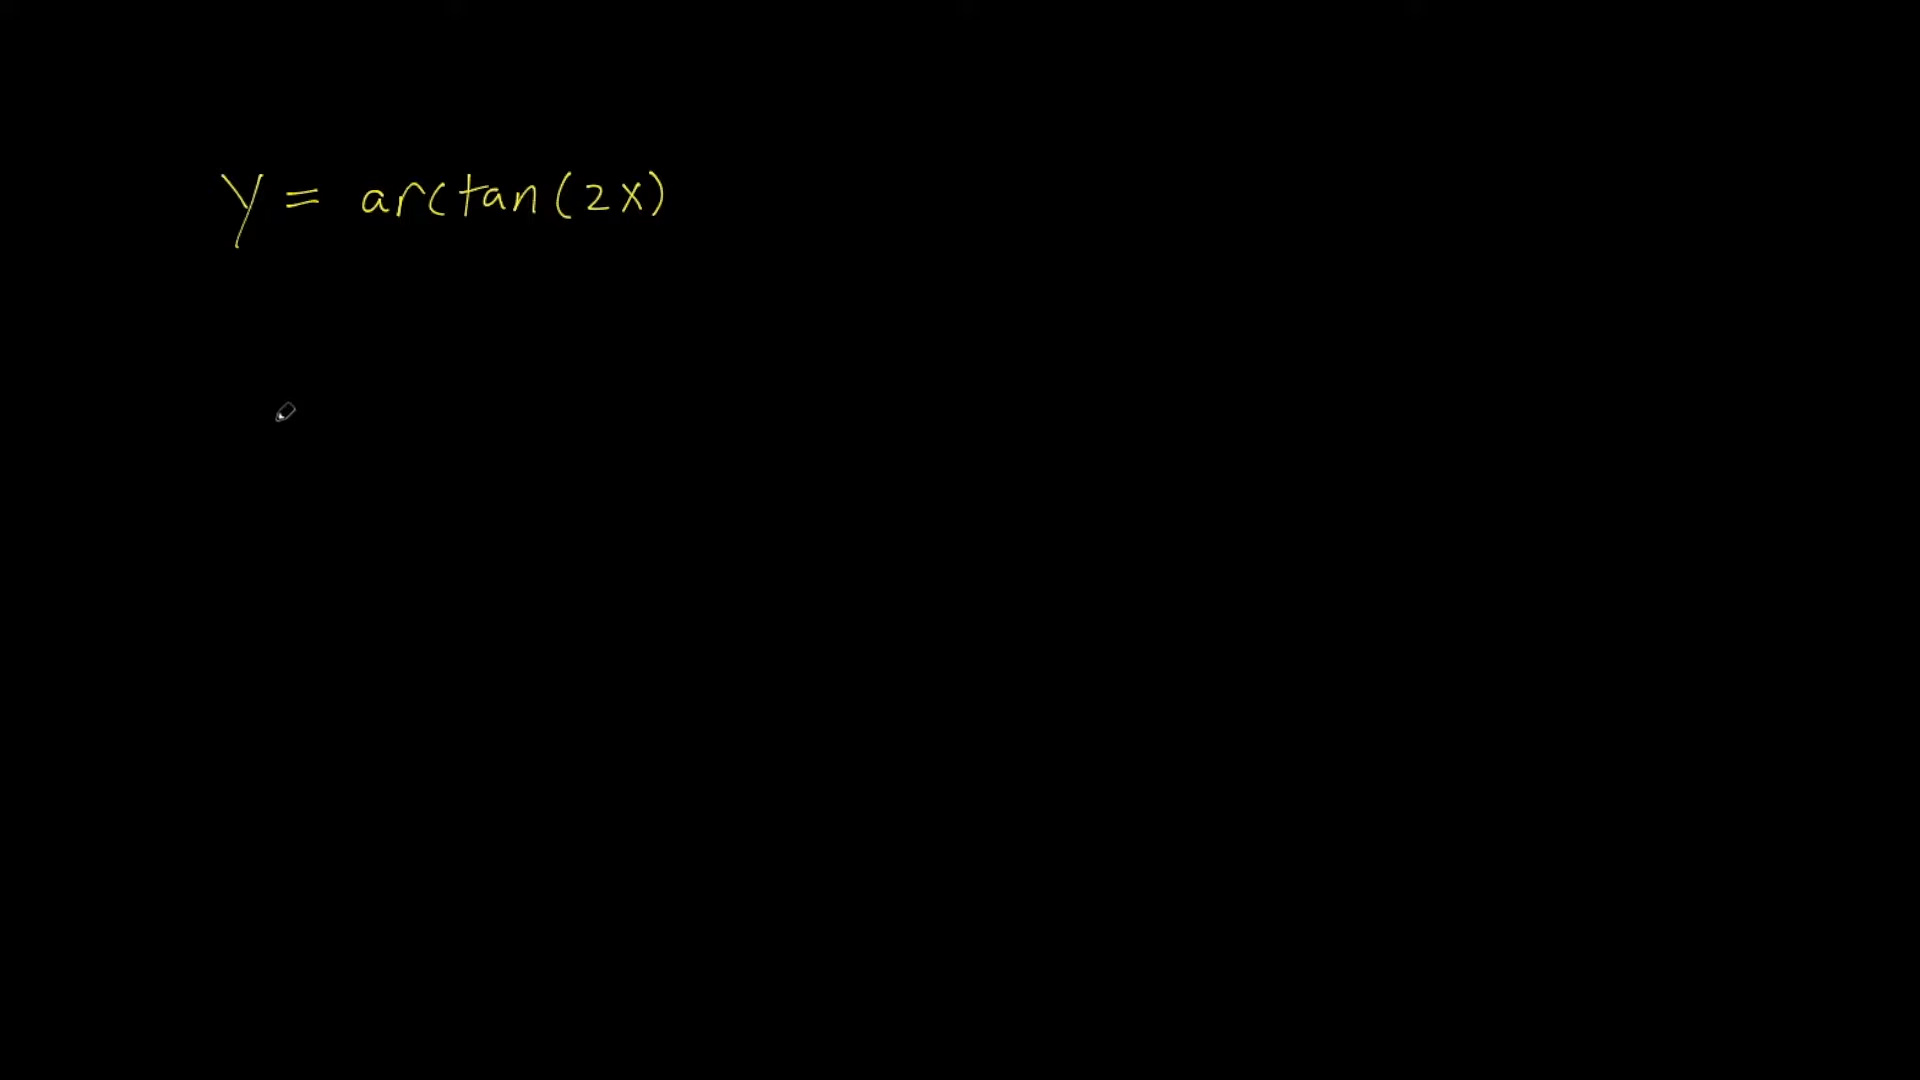 y = arctan(2x)